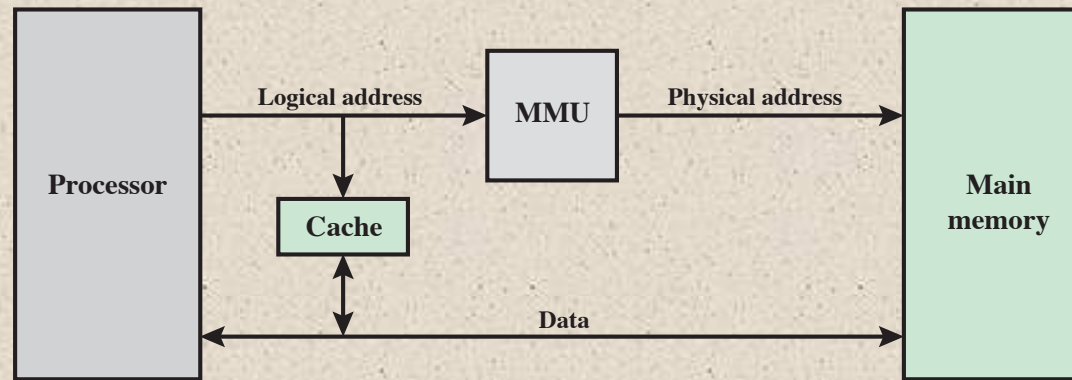 Logical address
MMU
Physical address
Processor
Main
memory
Cache
Data